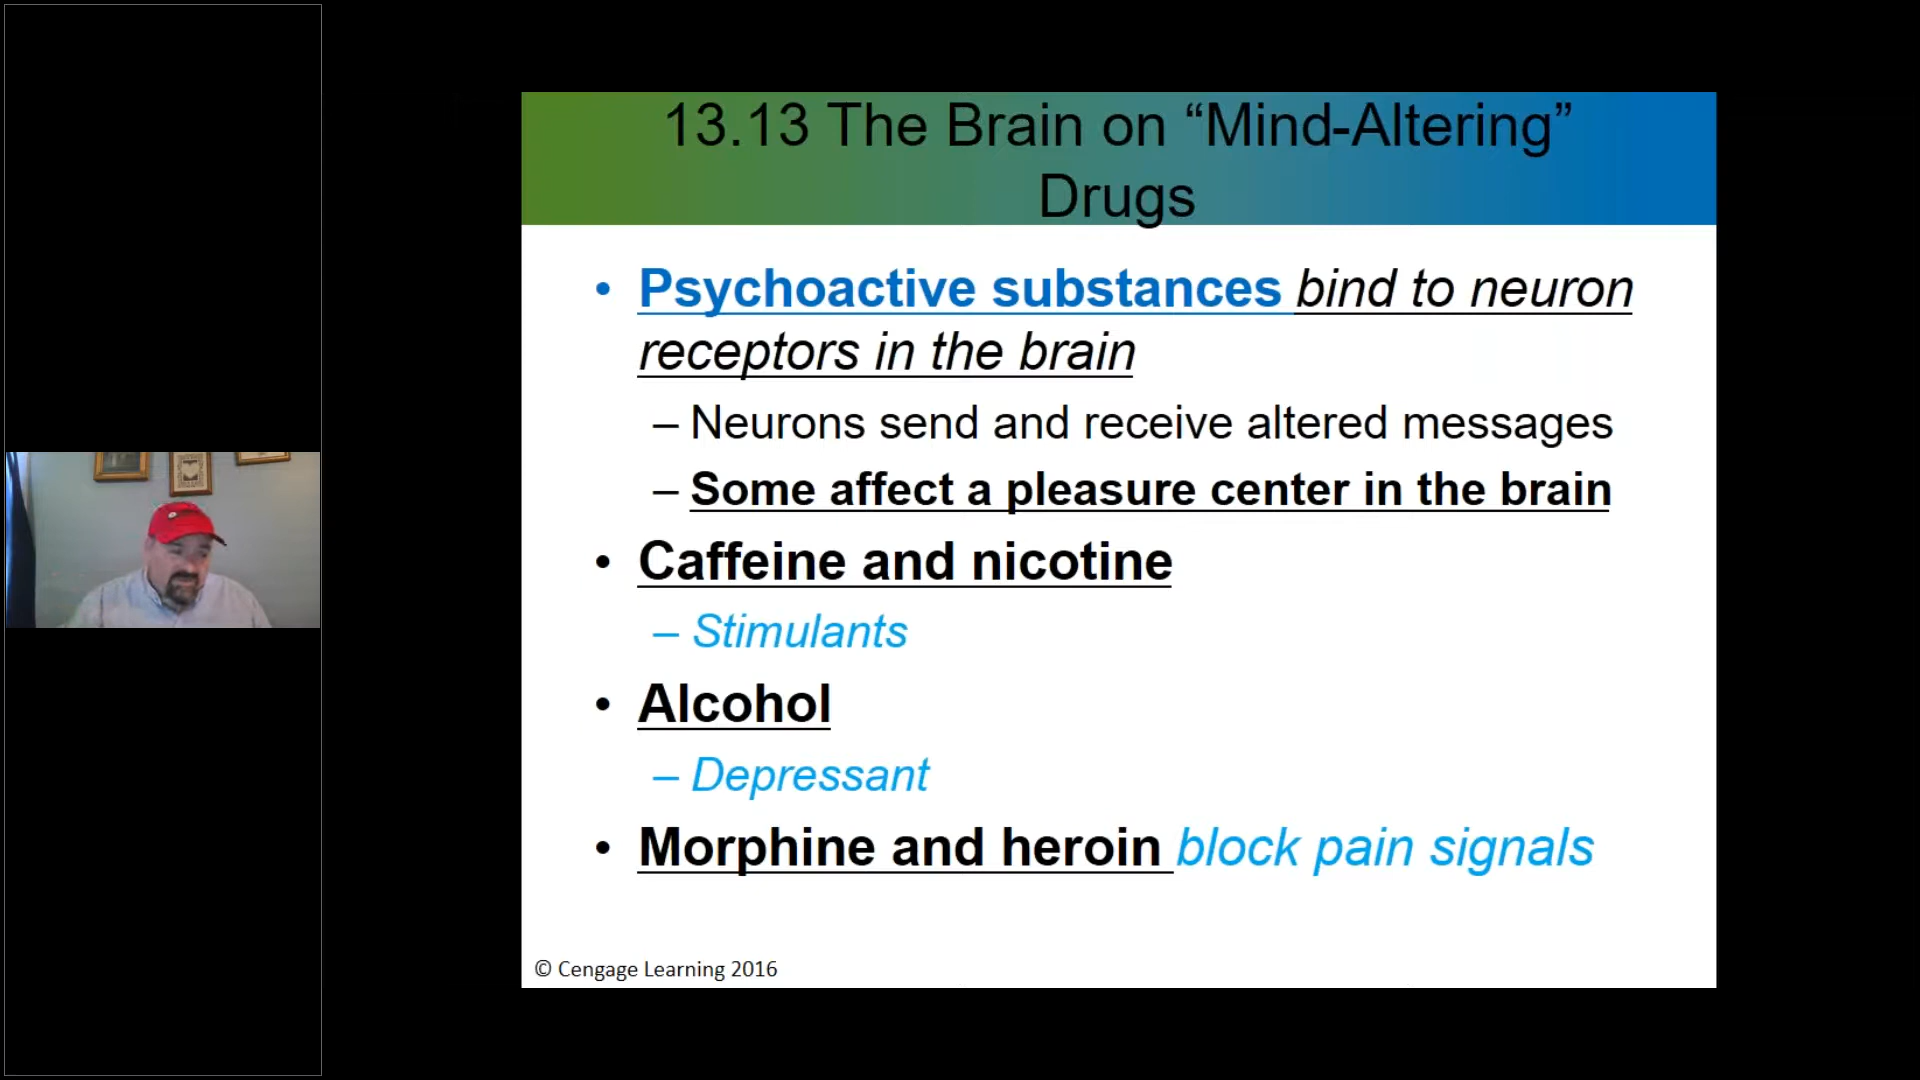 13.13 The Brain on “Mind-Altering”
Drugs
• Psychoactive substances bind to neuron
receptors in the brain
– Neurons send and receive altered messages
– Some affect a pleasure center in the brain
• Caffeine and nicotine
– Stimulants
• Alcohol
– Depressant
• Morphine and heroin block pain signals
© Cengage Learning 2016